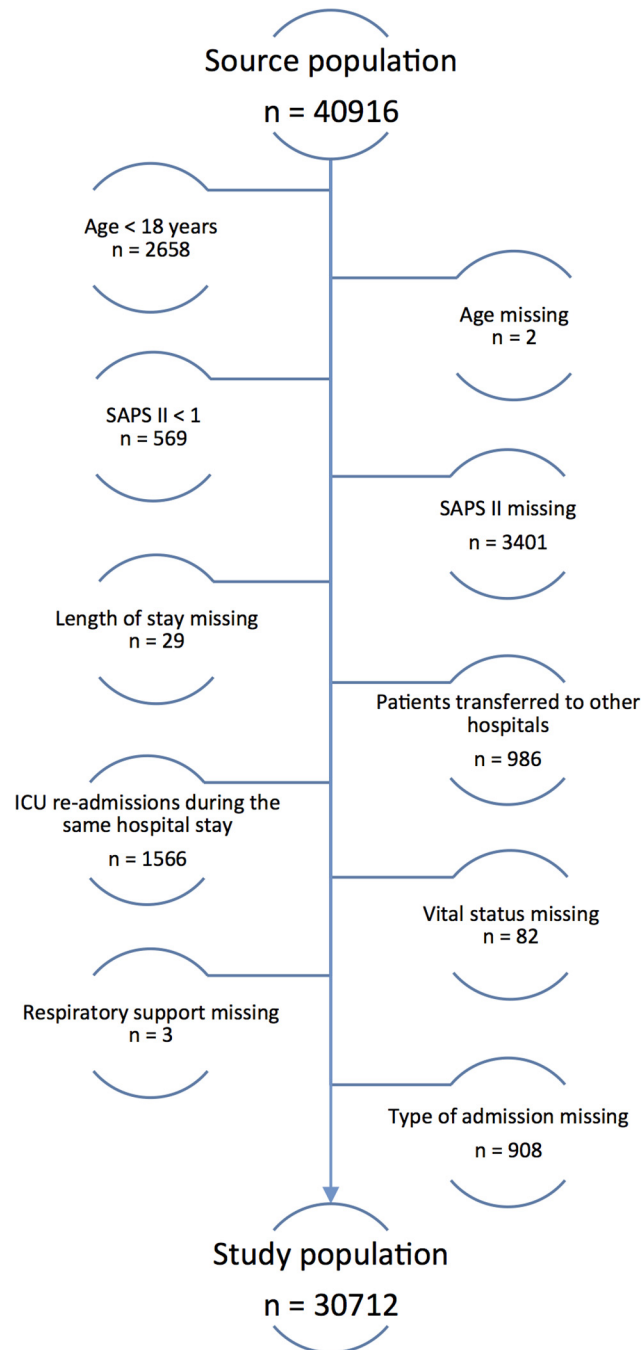 Source population
n = 40916
Age < 18 years
n = 2658
Age missing
n = 2
SAPS II < 1
n = 569
SAPS II missing
n = 3401
Length of stay missing
n = 29
Patients transferred to other
hospitals
n = 986
ICU re-admissions during the
same hospital stay
n = 1566
Vital status missing
n = 82
Respiratory support missing
n = 3
Type of admission missing
n = 908
Study population
n = 30712